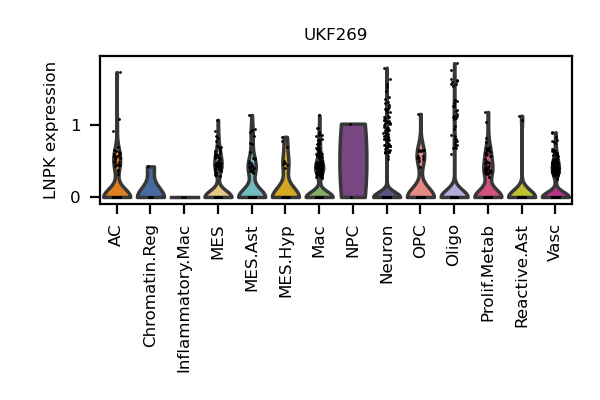 UKF269
LNPK expression
1
0
AC
Chromatin.Reg
Inflammatory.Mac
MES
MES.Ast
MES.Hyp
Mac
NPC
Neuron
OPC
Oligo
Prolif.Metab
Reactive.Ast
Vasc